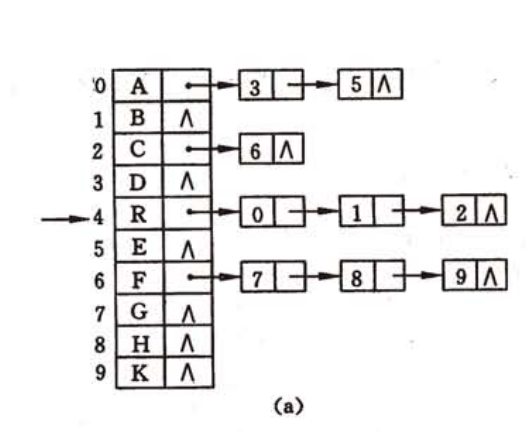 0 A 3 5 ∧
1 B ∧
2 C 6 ∧
3 D ∧
4 R 0 1 2 ∧
5 E ∧
6 F 7 8 9 ∧
7 G ∧
8 H ∧
9 K ∧
(a)